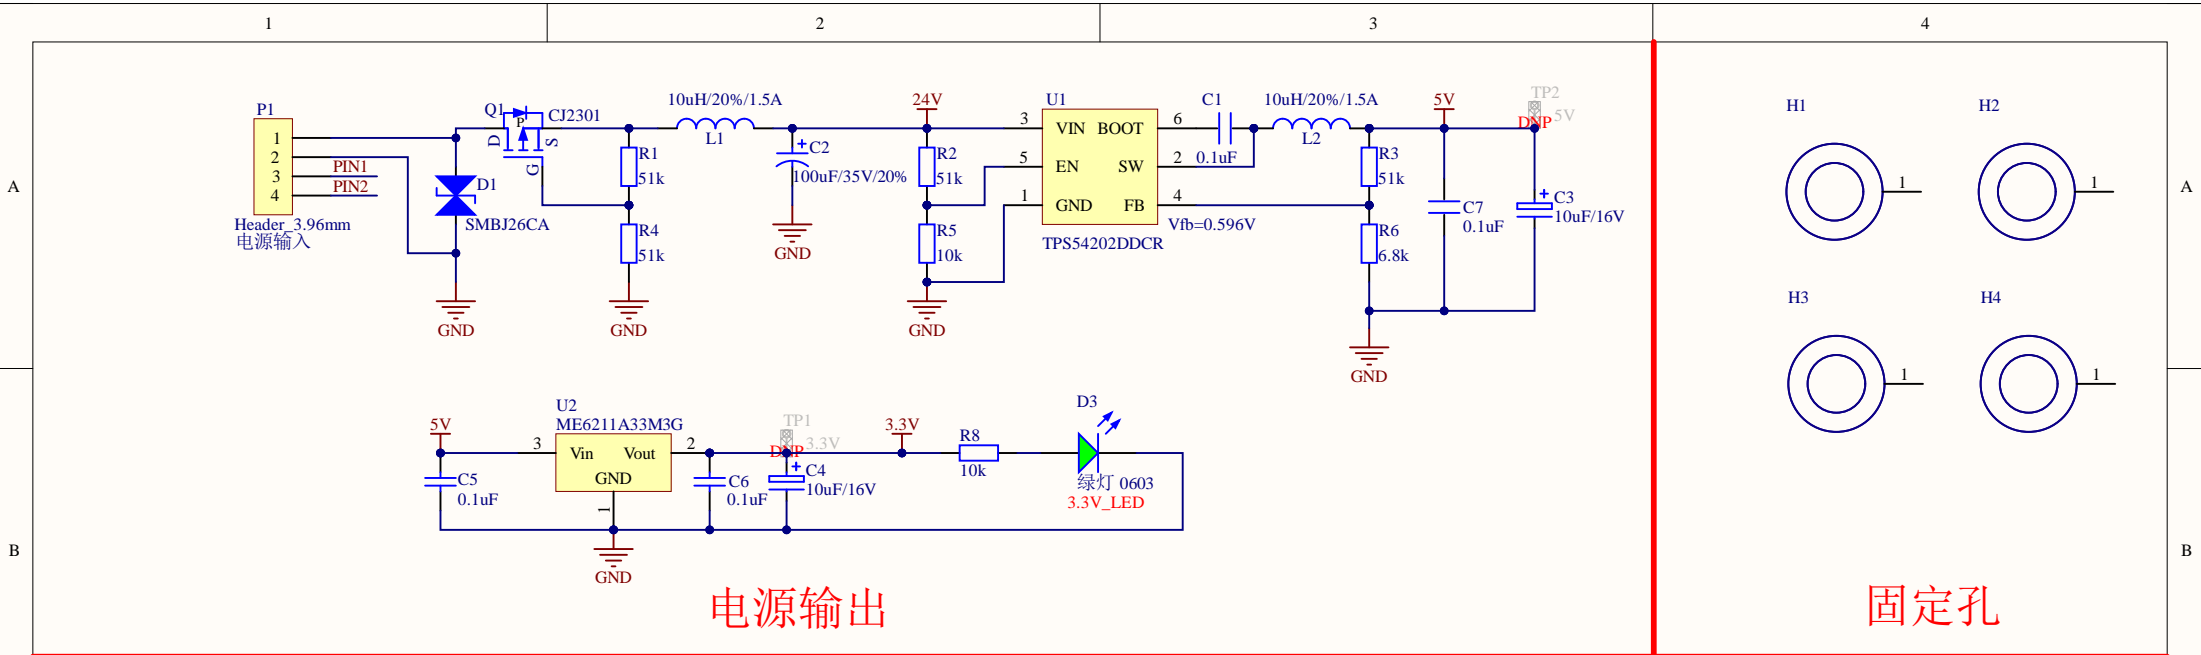 1
2
3
4
A
A
B
B
P1
1
2
3
4
PIN1
PIN2
Header_3.96mm
电源输入
D1
SMBJ26CA
GND
Q1
P
CJ2301
D
S
G
R1
51k
R4
51k
GND
10uH/20%/1.5A
L1
C2
100uF/35V/20%
GND
24V
R2
51k
R5
10k
GND
U1
3
VIN
BOOT
6
5
EN
SW
2
1
GND
FB
4
TPS54202DDCR
Vfb=0.596V
C1
0.1uF
10uH/20%/1.5A
L2
R3
51k
R6
6.8k
GND
5V
C7
0.1uF
TP2
5V
DNP
C3
10uF/16V
H1
1
H2
1
H3
1
H4
1
5V
C5
0.1uF
U2
ME6211A33M3G
3
Vin
Vout
2
GND
1
GND
C6
0.1uF
TP1
3.3V
DNP
C4
10uF/16V
3.3V
R8
10k
D3
绿灯 0603
3.3V_LED
电源输出
固定孔